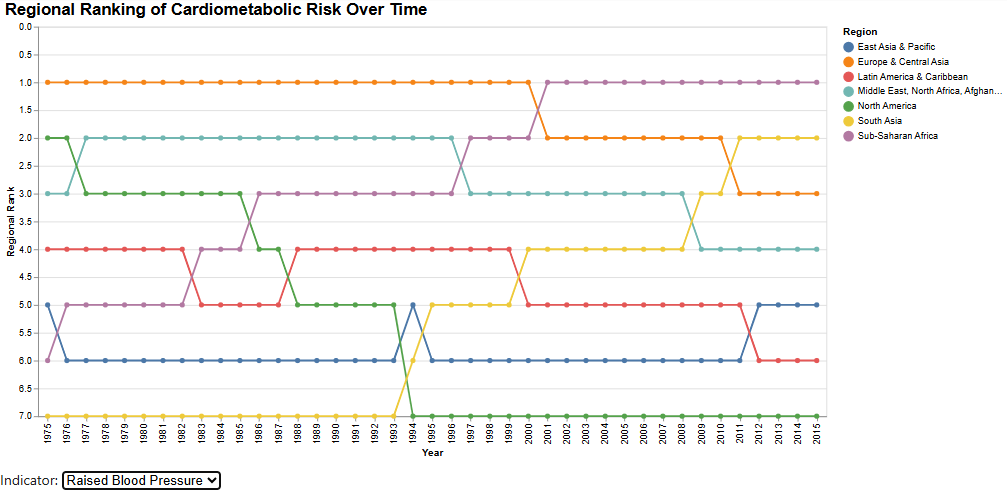 Regional Ranking of Cardiometabolic Risk Over Time
0.0
0.5
1.0
1.5
2.0
2.5
3.0
3.5
4.0
4.5
5.0
5.5
6.0
6.5
7.0
Regional Rank
1975 1976 1977 1978 1979 1980 1981 1982 1983 1984 1985 1986 1987 1988 1989 1990 1991 1992 1993 1994 1995 1996 1997 1998 1999 2000 2001 2002 2003 2004 2005 2006 2007 2008 2009 2010 2011 2012 2013 2014 2015
Year
Region
East Asia & Pacific
Europe & Central Asia
Latin America & Caribbean
Middle East, North Africa, Afghan…
North America
South Asia
Sub-Saharan Africa
Indicator: Raised Blood Pressure